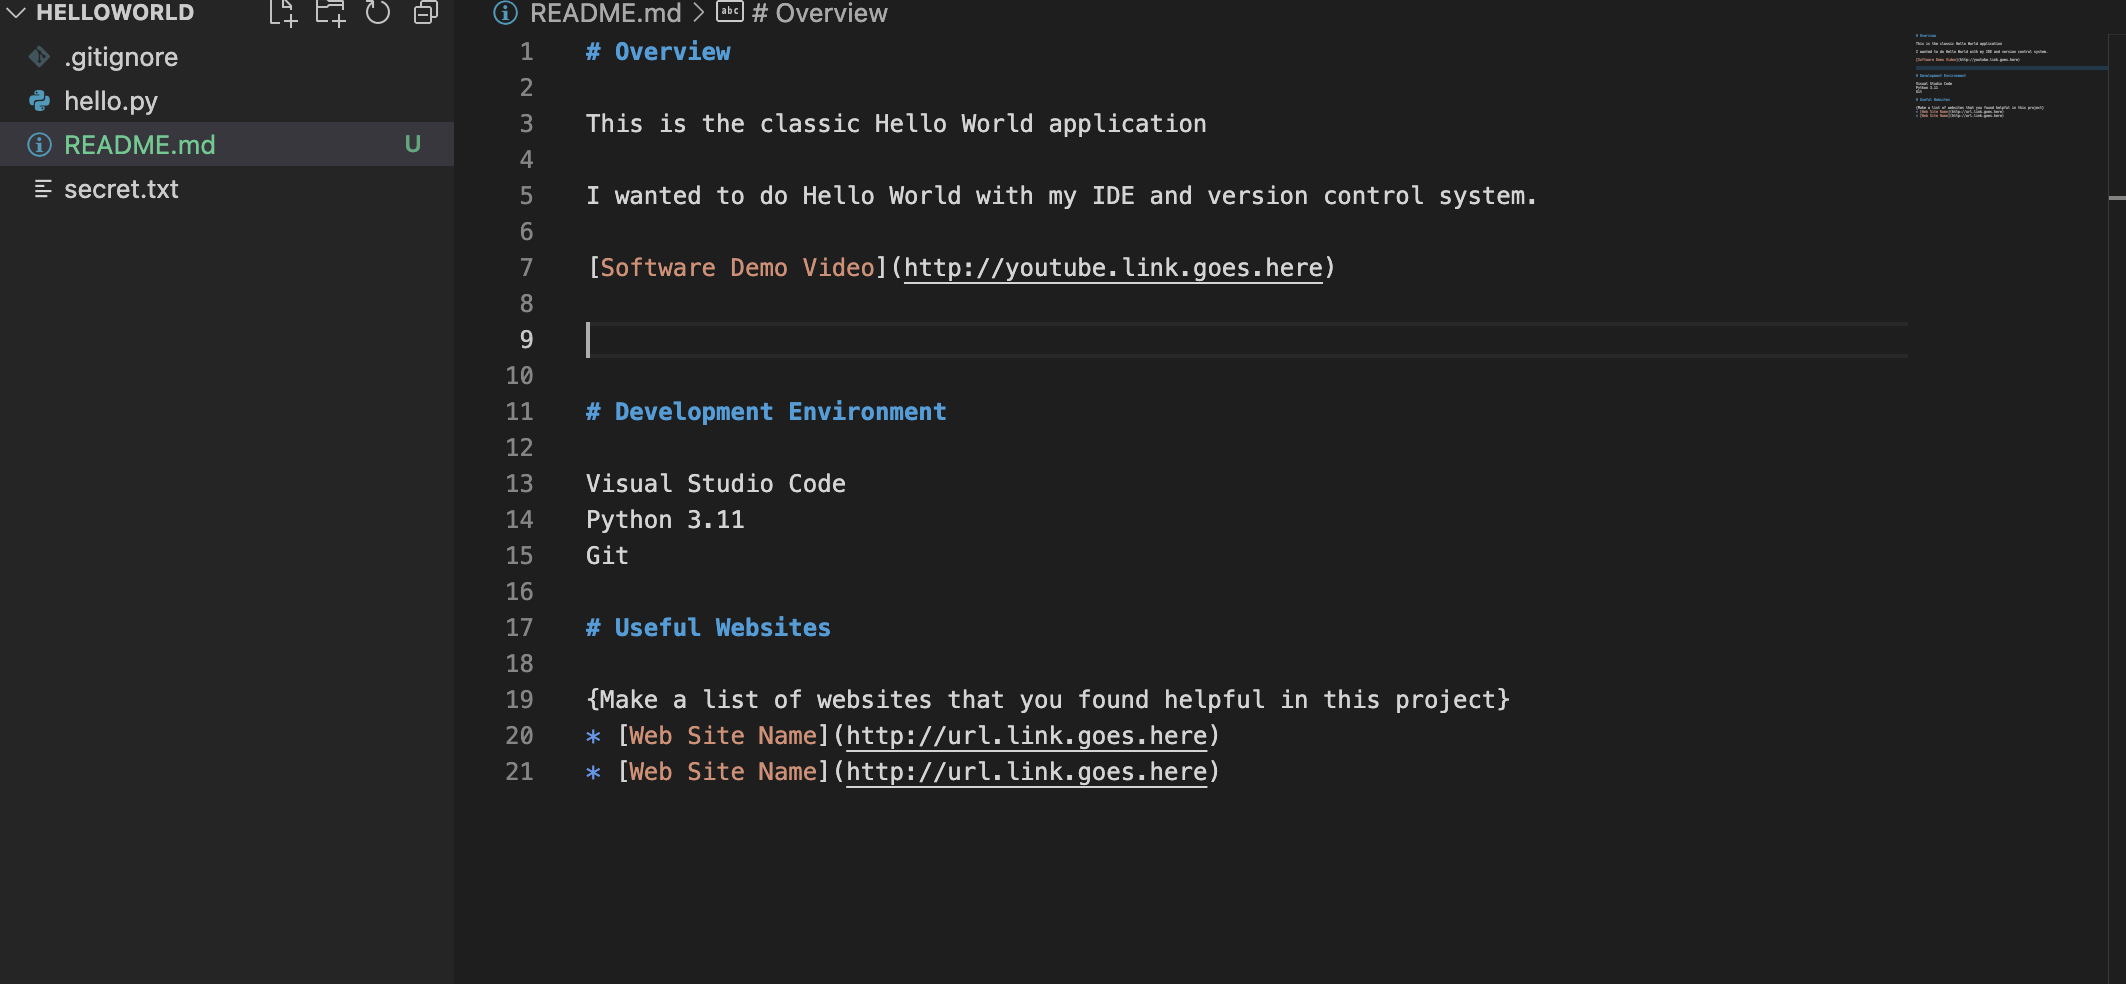 HELLOWORLD
.gitignore
hello.py
README.md U
secret.txt
README.md > abc # Overview
1 # Overview
2
3 This is the classic Hello World application
4
5 I wanted to do Hello World with my IDE and version control system.
6
7 [Software Demo Video](http://youtube.link.goes.here)
8
9
10
11 # Development Environment
12
13 Visual Studio Code
14 Python 3.11
15 Git
16
17 # Useful Websites
18
19 {Make a list of websites that you found helpful in this project}
20 * [Web Site Name](http://url.link.goes.here)
21 * [Web Site Name](http://url.link.goes.here)